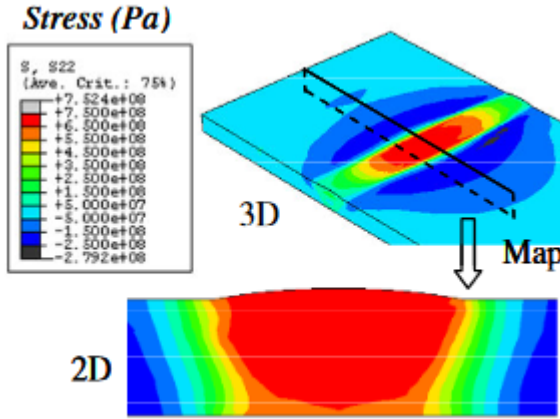 Stress (Pa)
S, S22
(Ave. Crit.: 75%)
+7.524e+08
+7.500e+08
+6.500e+08
+5.500e+08
+4.500e+08
+3.500e+08
+2.500e+08
+1.500e+08
+5.000e+07
-5.000e+07
-1.500e+08
-2.500e+08
-2.792e+08
3D
Map
2D